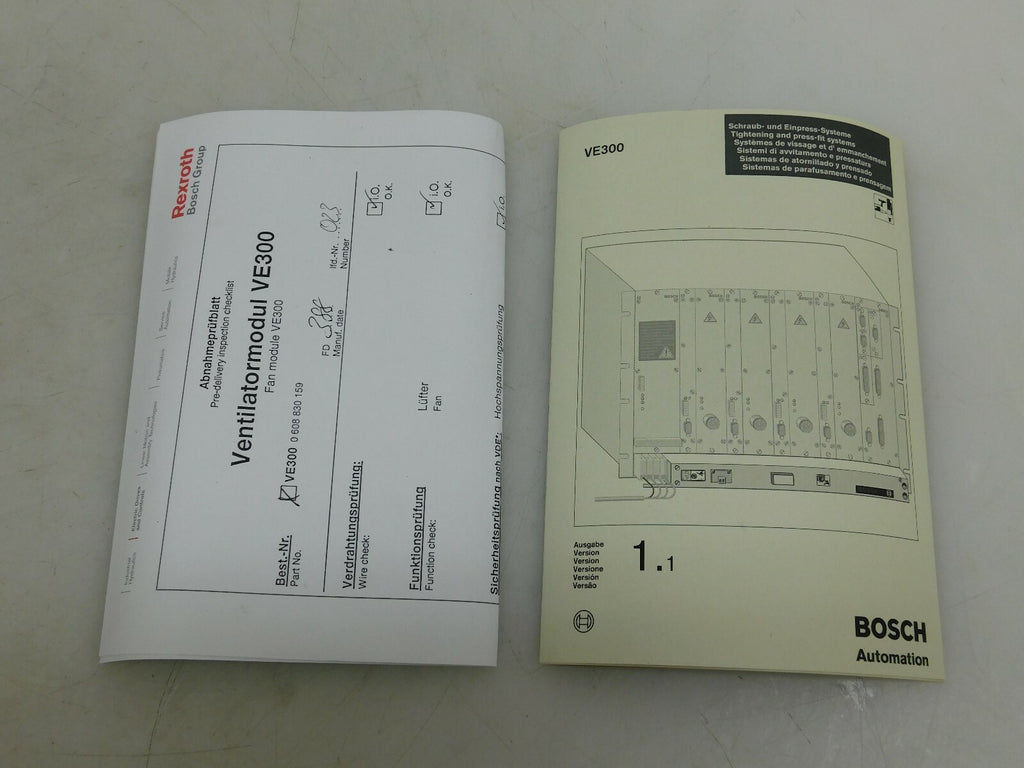 Rexroth
Bosch Group
Abnahmeprüfblatt
Pre-delivery inspection checklist
Ventilatormodul VE300
Fan module VE300
Best.-Nr.
Part No.
VE300 0 608 830 159
FD
Manuf. date
lfd.-Nr.
Number
Verdrahtungsprüfung:
Wire check:
i.O.
O.K.
Funktionsprüfung
Function check:
Lüfter
Fan
i.O.
O.K.
Sicherheitsprüfung nach VDE: Hochspannungsprüfung
VE300
Schraub- und Einpress-Systeme
Tightening and press-fit systems
Systèmes de vissage et d' emmanchement
Sistemi di avvitamento e pressatura
Sistemas de atornillado y prensado
Sistemas de parafusamento e prensagem
Ausgabe
Version
Version
Versione
Versión
Versão
1.1
BOSCH
Automation